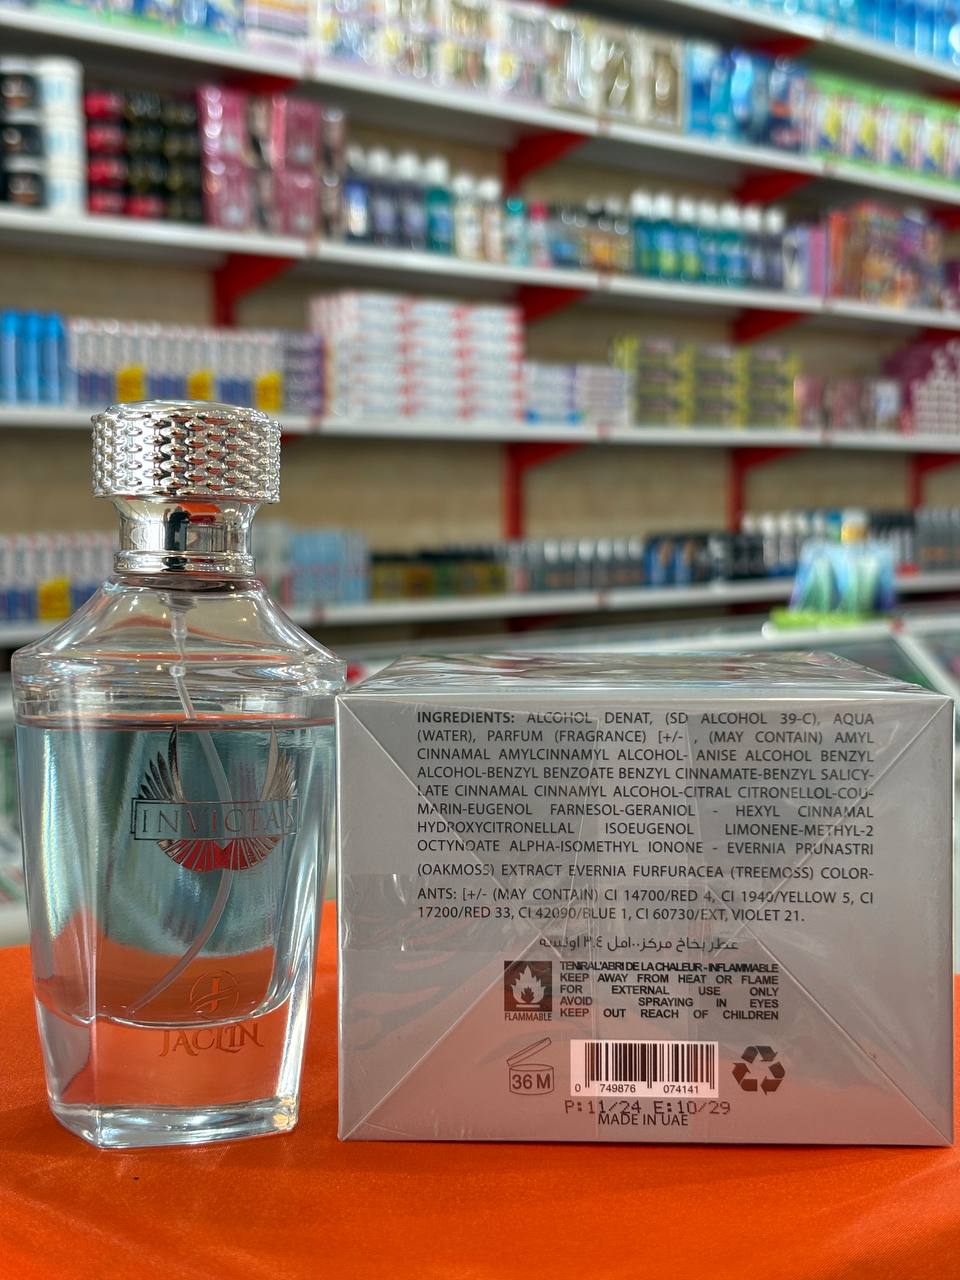 INVICTAS
JACLIN
INGREDIENTS: ALCOHOL DENAT, (SD ALCOHOL 39-C), AQUA
(WATER), PARFUM (FRAGRANCE) [+/- , (MAY CONTAIN) AMYL
CINNAMAL AMYLCINNAMYL ALCOHOL- ANISE ALCOHOL BENZYL
ALCOHOL-BENZYL BENZOATE BENZYL CINNAMATE-BENZYL SALICY-
LATE CINNAMAL CINNAMYL ALCOHOL-CITRAL CITRONELLOL-COU-
MARIN-EUGENOL FARNESOL-GERANIOL - HEXYL CINNAMAL
HYDROXYCITRONELLAL ISOEUGENOL LIMONENE-METHYL-2
OCTYNOATE ALPHA-ISOMETHYL IONONE - EVERNIA PRUNASTRI
(OAKMOSS) EXTRACT EVERNIA FURFURACEA (TREEMOSS) COLOR-
ANTS: [+/- (MAY CONTAIN) CI 14700/RED 4, CI 1940/YELLOW 5, CI
17200/RED 33, CI 42090/BLUE 1, CI 60730/EXT, VIOLET 21.
عطر بخاخ مركز ١٠٠مل ٣.٤ اونسه
TENIR A L'ABRI DE LA CHALEUR - INFLAMMABLE
KEEP AWAY FROM HEAT OR FLAME
FOR EXTERNAL USE ONLY
AVOID SPRAYING IN EYES
KEEP OUT REACH OF CHILDREN
FLAMMABLE
36 M
0 749876 074141
P:11/24 E:10/29
MADE IN UAE